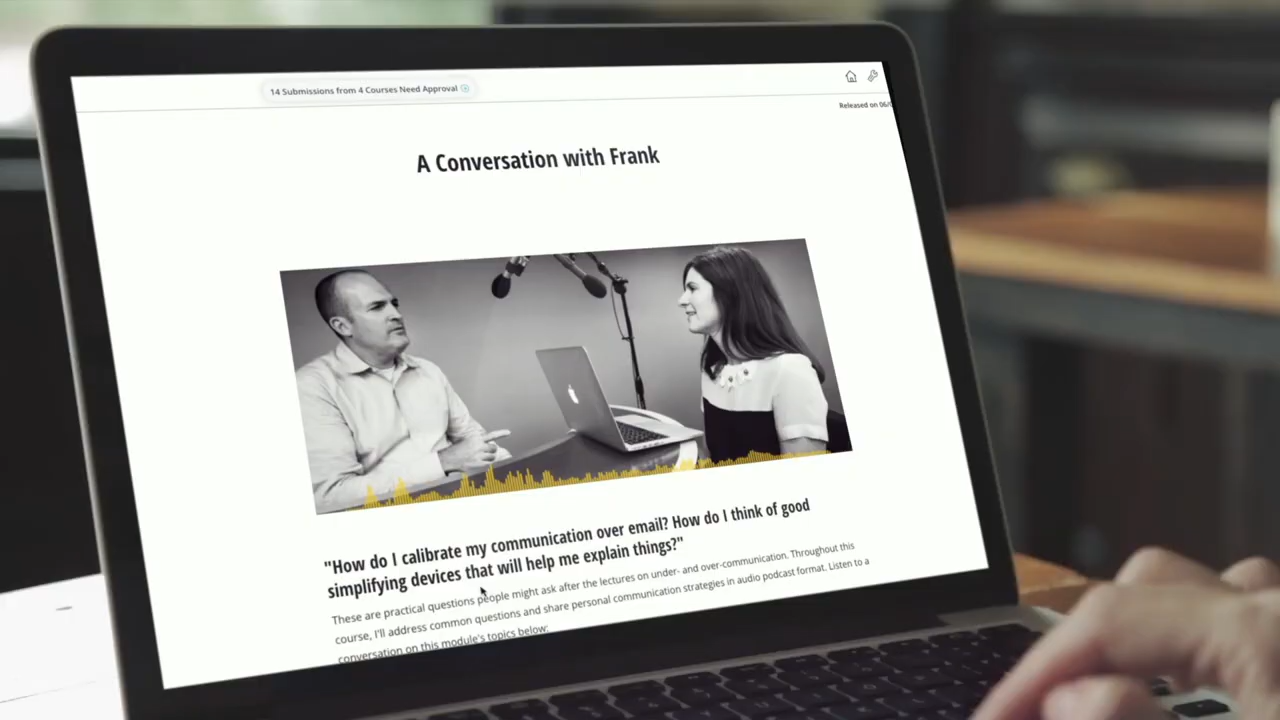 14 Submissions from 4 Courses Need Approval
Released on 06/
A Conversation with Frank
"How do I calibrate my communication over email? How do I think of good
simplifying devices that will help me explain things?"
These are practical questions people might ask after the lectures on under- and over-communication. Throughout this
course, I'll address common questions and share personal communication strategies in audio podcast format. Listen to a
conversation on this module's topics below: